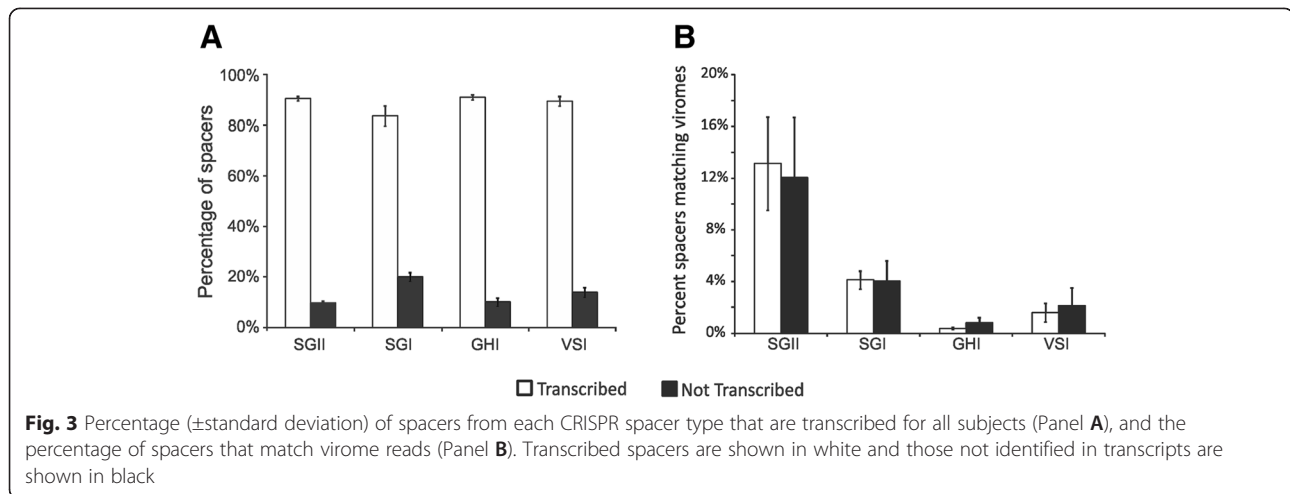 A
Percentage of spacers
100%
80%
60%
40%
20%
0%
SGII SGI GHI VSI
B
Percent spacers matching viromes
20%
16%
12%
8%
4%
0%
SGII SGI GHI VSI
Transcribed Not Transcribed
Fig. 3 Percentage (±standard deviation) of spacers from each CRISPR spacer type that are transcribed for all subjects (Panel A), and the
percentage of spacers that match virome reads (Panel B). Transcribed spacers are shown in white and those not identified in transcripts are
shown in black